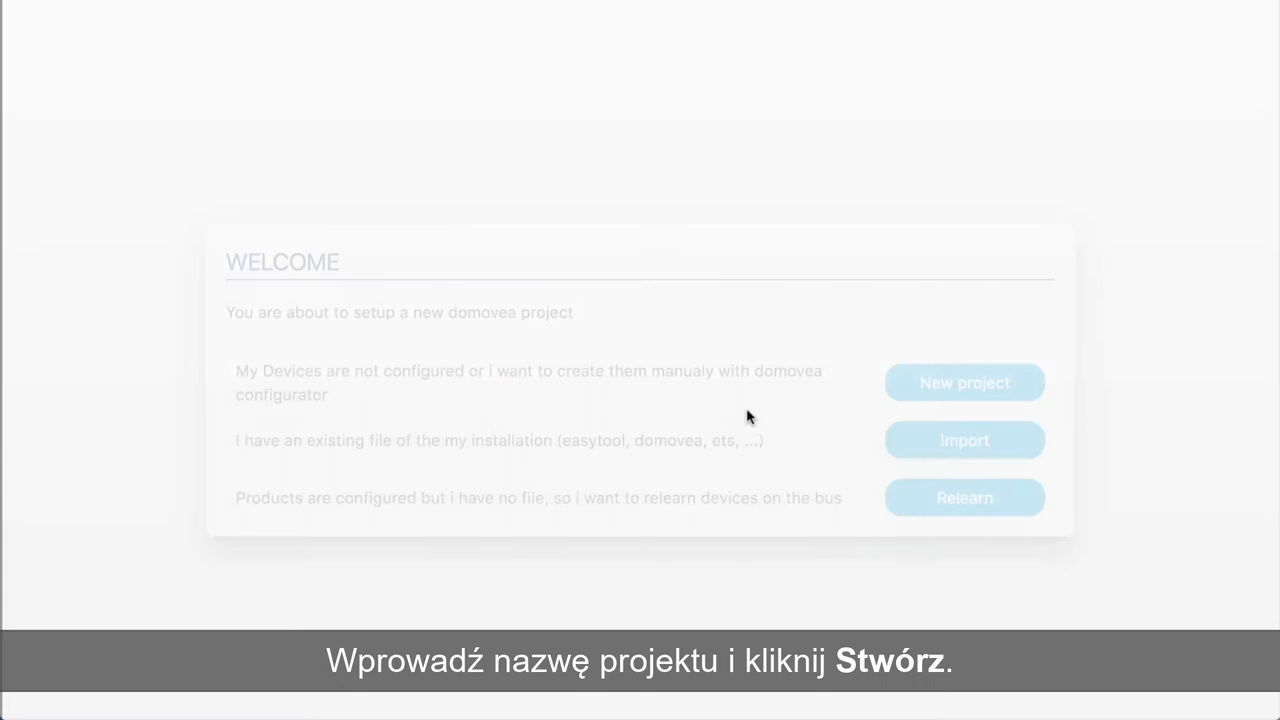 WELCOME
You are about to setup a new domovea project
My Devices are not configured or i want to create them manualy with domovea
configurator
New project
I have an existing file of the my installation (easytool, domovea, ets, ...)
Import
Products are configured but i have no file, so i want to relearn devices on the bus
Relearn
Wprowadź nazwę projektu i kliknij Stwórz.